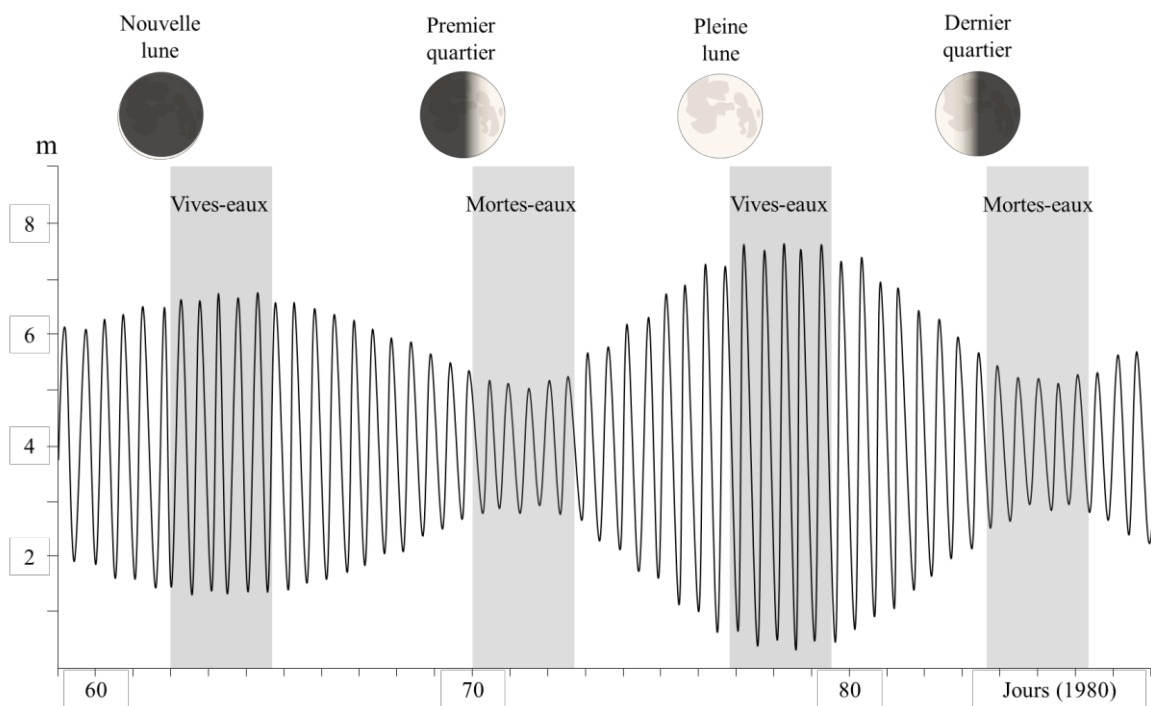 Nouvelle
lune
Premier
quartier
Pleine
lune
Dernier
quartier
m
Vives-eaux
Mortes-eaux
Vives-eaux
Mortes-eaux
8
6
4
2
60
70
80
Jours (1980)